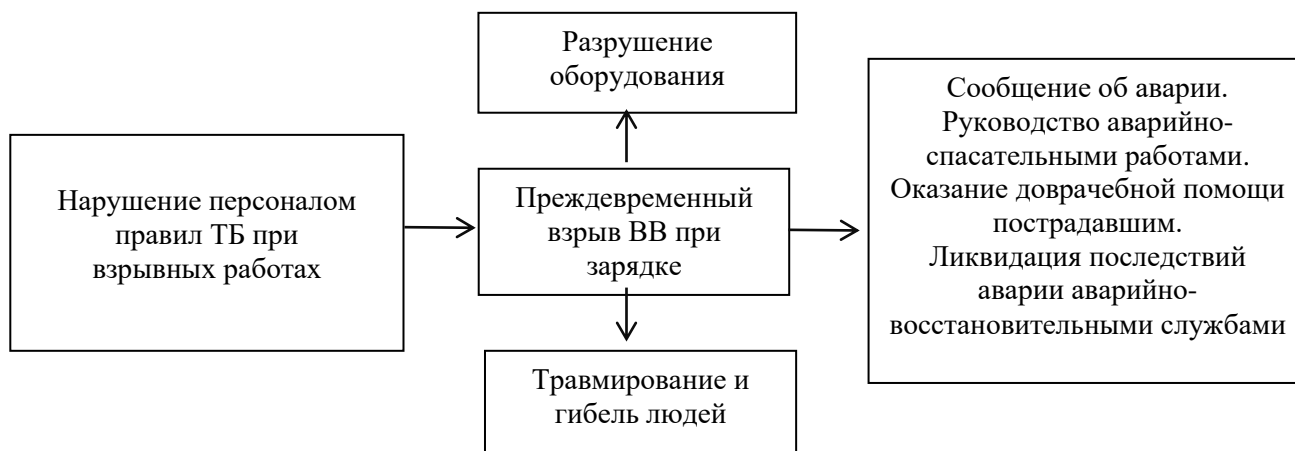 Нарушение персоналом
правил ТБ при
взрывных работах
Разрушение
оборудования
Преждевременный
взрыв ВВ при
зарядке
Травмирование и
гибель людей
Сообщение об аварии.
Руководство аварийно-
спасательными работами.
Оказание доврачебной помощи
пострадавшим.
Ликвидация последствий
аварии аварийно-
восстановительными службами